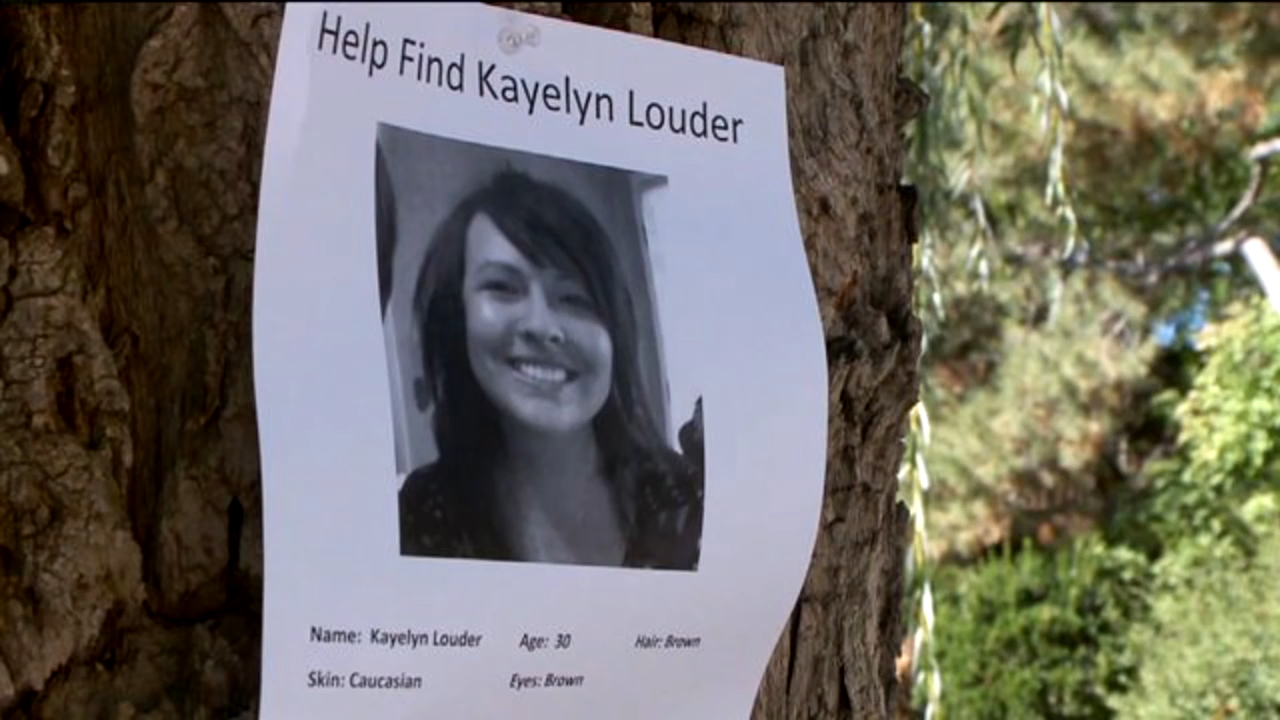 Help Find Kayelyn Louder
Name: Kayelyn Louder Age: 30 Hair: Brown
Skin: Caucasian Eyes: Brown